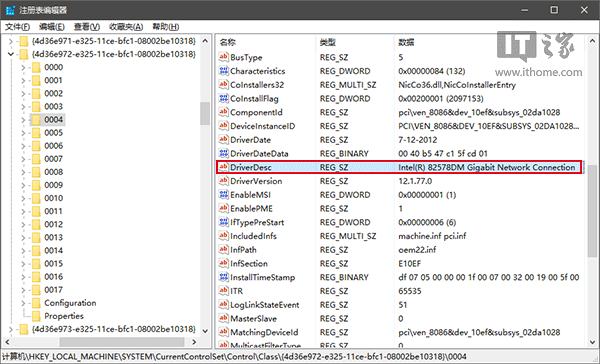 注册表编辑器
文件(F) 编辑(E) 查看(V) 收藏夹(A) 帮助(H)
IT之家
www.ithome.com
{4d36e971-e325-11ce-bfc1-08002be10318}
{4d36e972-e325-11ce-bfc1-08002be10318}
0000
0001
0002
0003
0004
0005
0006
0007
0008
0009
0010
0011
0012
0013
0014
0015
0016
0017
Configuration
Properties
{4d36e973-e325-11ce-bfc1-08002be10318}
名称 类型 数据
BusType REG_SZ 5
Characteristics REG_DWORD 0x00000084 (132)
CoInstallers32 REG_MULTI_SZ NicCo36.dll,NicCoInstallerEntry
CoInstallFlag REG_DWORD 0x00200001 (2097153)
ComponentId REG_SZ pci\ven_8086&dev_10ef&subsys_02da1028
DeviceInstanceID REG_SZ PCI\VEN_8086&DEV_10EF&SUBSYS_02DA1028...
DriverDate REG_SZ 7-12-2012
DriverDateData REG_BINARY 00 40 b5 47 c1 5f cd 01
DriverDesc REG_SZ Intel(R) 82578DM Gigabit Network Connection
DriverVersion REG_SZ 12.1.77.0
EnableMSI REG_DWORD 0x00000001 (1)
EnablePME REG_SZ 1
IfTypePreStart REG_DWORD 0x00000006 (6)
IncludedInfs REG_MULTI_SZ machine.inf pci.inf
InfPath REG_SZ oem22.inf
InfSection REG_SZ E10EF
InstallTimeStamp REG_BINARY df 07 05 00 00 00 1f 00 07 00 32 00 19 00 5f 00
ITR REG_SZ 65535
LogLinkStateEvent REG_SZ 51
MasterSlave REG_SZ 0
MatchingDeviceId REG_SZ pci\ven_8086&dev_10ef&subsys_02da1028
MulticastFilterType REG_SZ 0
计算机\HKEY_LOCAL_MACHINE\SYSTEM\CurrentControlSet\Control\Class\{4d36e972-e325-11ce-bfc1-08002be10318}\0004